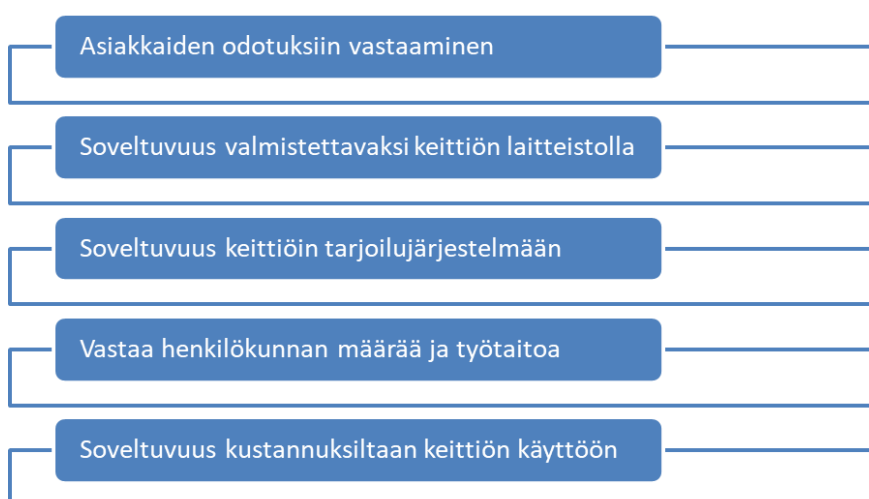 Asiakkaiden odotuksiin vastaaminen
Soveltuvuus valmistettavaksi keittiön laitteistolla
Soveltuvuus keittiöin tarjoilujärjestelmään
Vastaa henkilökunnan määrää ja työtaitoa
Soveltuvuus kustannuksiltaan keittiön käyttöön